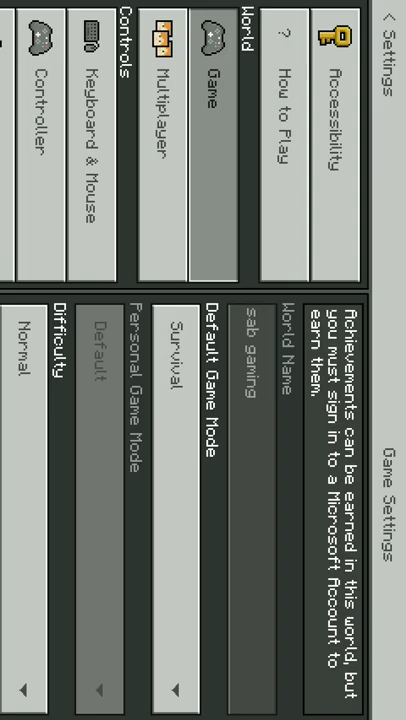 < Settings
Game Settings
Accessibility
? How to Play
World
Game
Multiplayer
Controls
Keyboard & Mouse
Controller
Achievements can be earned in this world, but
you must sign in to a Microsoft Account to
earn them.
World Name
sab gaming
Default Game Mode
Survival
Personal Game Mode
Default
Difficulty
Normal